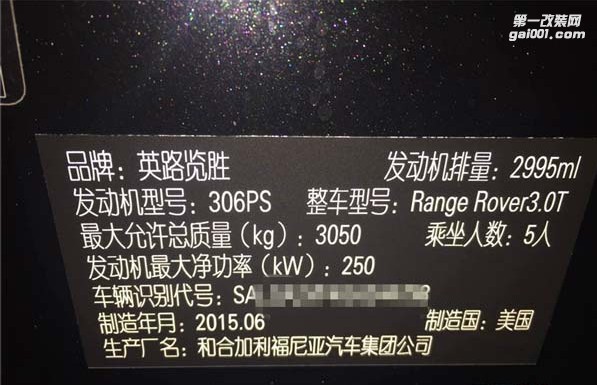 第一改装网
gai001.com
品牌：英路览胜 发动机排量：2995ml
发动机型号：306PS 整车型号：Range Rover3.0T
最大允许总质量（kg）：3050 乘坐人数：5人
发动机最大净功率（kW）：250
车辆识别代号：SA
制造年月：2015.06 制造国：美国
生产厂名：和合加利福尼亚汽车集团公司